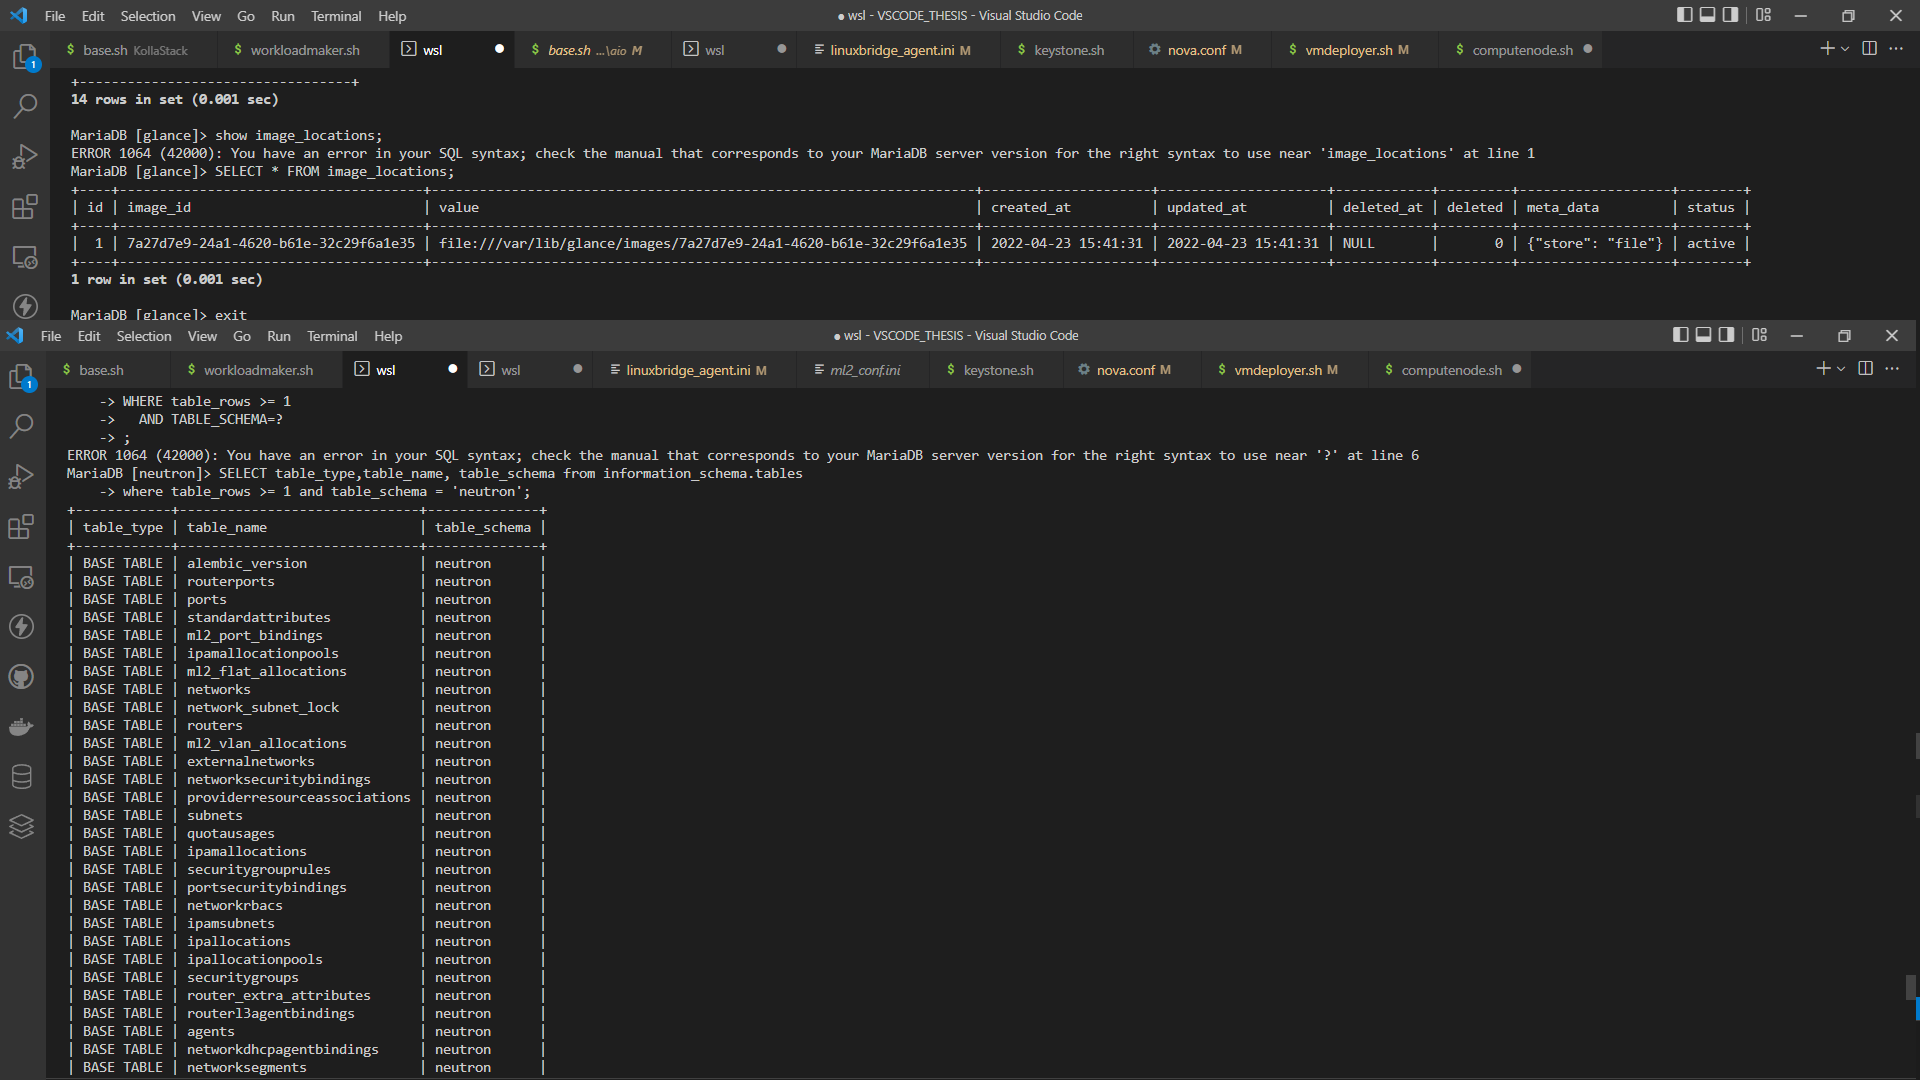 File Edit Selection View Go Run Terminal Help ● wsl - VSCODE_THESIS - Visual Studio Code
$ base.sh KollaStack $ workloadmaker.sh wsl ● $ base.sh ...\aio M wsl ● linuxbridge_agent.ini M $ keystone.sh nova.conf M $ vmdeployer.sh M $ computenode.sh ●
+----------------------------------+
14 rows in set (0.001 sec)
MariaDB [glance]> show image_locations;
ERROR 1064 (42000): You have an error in your SQL syntax; check the manual that corresponds to your MariaDB server version for the right syntax to use near 'image_locations' at line 1
MariaDB [glance]> SELECT * FROM image_locations;
+----+--------------------------------------+--------------------------------------------------------------------+---------------------+---------------------+------------+---------+-------------------+--------+
| id | image_id | value | created_at | updated_at | deleted_at | deleted | meta_data | status |
+----+--------------------------------------+--------------------------------------------------------------------+---------------------+---------------------+------------+---------+-------------------+--------+
| 1 | 7a27d7e9-24a1-4620-b61e-32c29f6a1e35 | file:///var/lib/glance/images/7a27d7e9-24a1-4620-b61e-32c29f6a1e35 | 2022-04-23 15:41:31 | 2022-04-23 15:41:31 | NULL | 0 | {"store": "file"} | active |
+----+--------------------------------------+--------------------------------------------------------------------+---------------------+---------------------+------------+---------+-------------------+--------+
1 row in set (0.001 sec)
MariaDB [glance]> exit
File Edit Selection View Go Run Terminal Help ● wsl - VSCODE_THESIS - Visual Studio Code
$ base.sh $ workloadmaker.sh wsl ● wsl ● linuxbridge_agent.ini M ml2_conf.ini $ keystone.sh nova.conf M $ vmdeployer.sh M $ computenode.sh ●
-> WHERE table_rows >= 1
-> AND TABLE_SCHEMA=?
-> ;
ERROR 1064 (42000): You have an error in your SQL syntax; check the manual that corresponds to your MariaDB server version for the right syntax to use near '?' at line 6
MariaDB [neutron]> SELECT table_type,table_name, table_schema from information_schema.tables
-> where table_rows >= 1 and table_schema = 'neutron';
+------------+------------------------------+--------------+
| table_type | table_name | table_schema |
+------------+------------------------------+--------------+
| BASE TABLE | alembic_version | neutron |
| BASE TABLE | routerports | neutron |
| BASE TABLE | ports | neutron |
| BASE TABLE | standardattributes | neutron |
| BASE TABLE | ml2_port_bindings | neutron |
| BASE TABLE | ipamallocationpools | neutron |
| BASE TABLE | ml2_flat_allocations | neutron |
| BASE TABLE | networks | neutron |
| BASE TABLE | network_subnet_lock | neutron |
| BASE TABLE | routers | neutron |
| BASE TABLE | ml2_vlan_allocations | neutron |
| BASE TABLE | externalnetworks | neutron |
| BASE TABLE | networksecuritybindings | neutron |
| BASE TABLE | providerresourceassociations | neutron |
| BASE TABLE | subnets | neutron |
| BASE TABLE | quotausages | neutron |
| BASE TABLE | ipamallocations | neutron |
| BASE TABLE | securitygrouprules | neutron |
| BASE TABLE | portsecuritybindings | neutron |
| BASE TABLE | networkrbacs | neutron |
| BASE TABLE | ipamsubnets | neutron |
| BASE TABLE | ipallocations | neutron |
| BASE TABLE | ipallocationpools | neutron |
| BASE TABLE | securitygroups | neutron |
| BASE TABLE | router_extra_attributes | neutron |
| BASE TABLE | routerl3agentbindings | neutron |
| BASE TABLE | agents | neutron |
| BASE TABLE | networkdhcpagentbindings | neutron |
| BASE TABLE | networksegments | neutron |